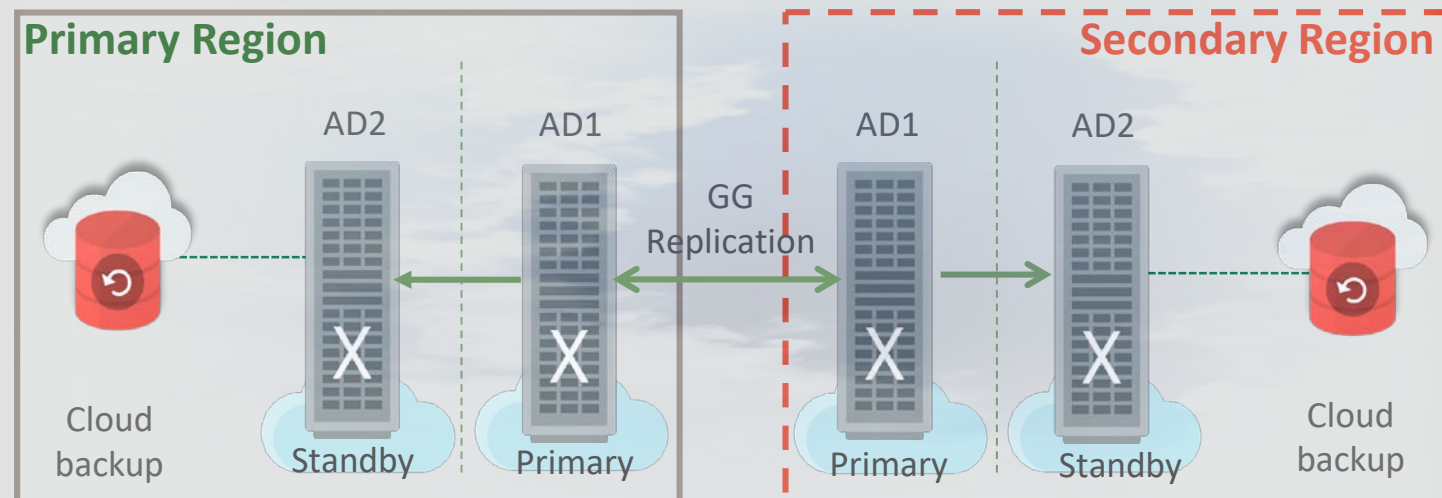 Primary Region
Secondary Region
AD2
AD1
AD1
AD2
GG
Replication
X
X
X
X
Cloud
backup
Standby
Primary
Primary
Standby
Cloud
backup